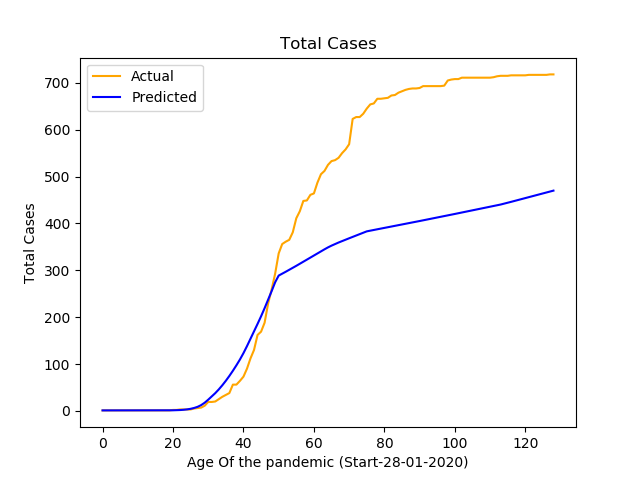 Total Cases
Actual
Predicted
700
600
500
400
300
200
100
0
Total Cases
0 20 40 60 80 100 120
Age Of the pandemic (Start-28-01-2020)